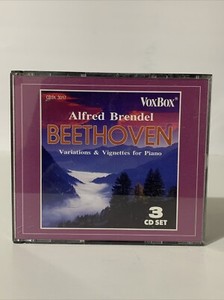 VOXBOX®
Alfred Brendel
BEETHOVEN
Variations & Vignettes for Piano
3
CD SET